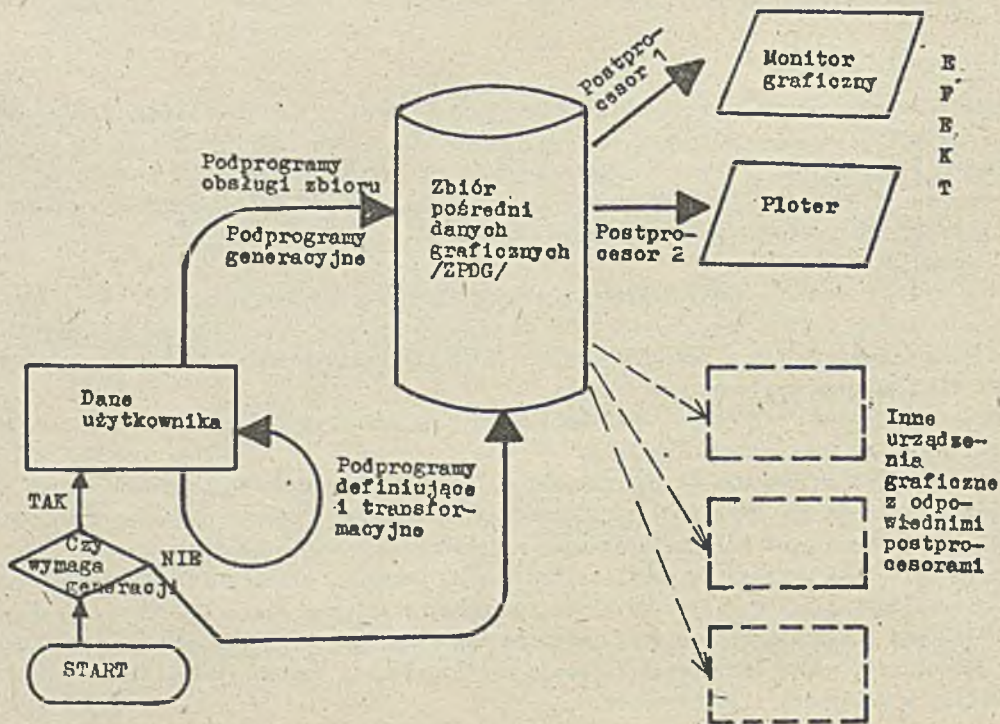 Postpro-
cesor 1
Monitor
graficzny
E
F
E
K
T
Podprogramy
obsługi zbioru
Podprogramy
generacyjne
Zbiór
pośredni
danych
graficznych
/ZPDG/
Ploter
Postpro-
cesor 2
Dane
użytkownika
Podprogramy
definiujące
i transfor-
macyjne
Inne
urządze-
nia
graficzne
z odpo-
wiednimi
postpro-
cesorami
TAK
Czy
wymaga
generacji
NIE
START